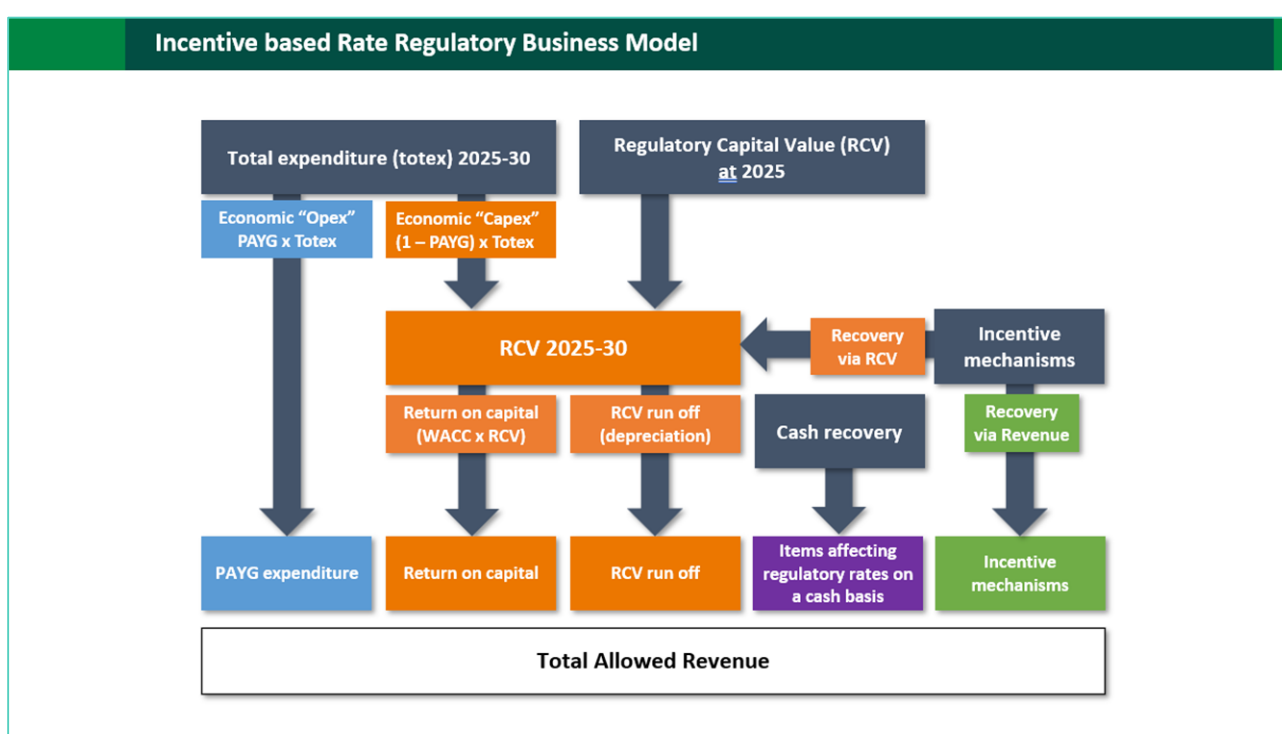 Incentive based Rate Regulatory Business Model
Total expenditure (totex) 2025-30
Regulatory Capital Value (RCV)
at 2025
Economic “Opex”
PAYG x Totex
Economic “Capex”
(1 – PAYG) x Totex
RCV 2025-30
Recovery
via RCV
Incentive
mechanisms
Return on capital
(WACC x RCV)
RCV run off
(depreciation)
Cash recovery
Recovery
via Revenue
PAYG expenditure
Return on capital
RCV run off
Items affecting
regulatory rates on
a cash basis
Incentive
mechanisms
Total Allowed Revenue